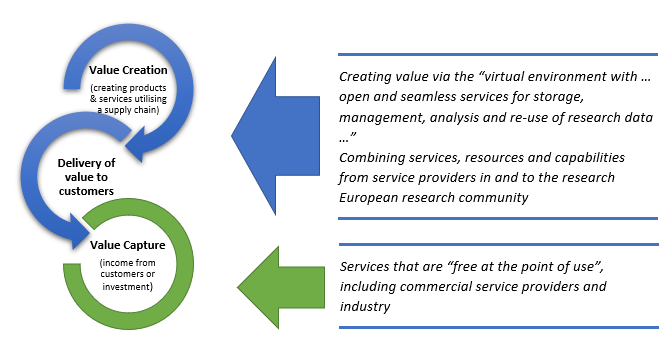 Value Creation
(creating products
& services utilising
a supply chain)
Delivery of
value to
customers
Value Capture
(income from
customers or
investment)
Creating value via the “virtual environment with …
open and seamless services for storage,
management, analysis and re-use of research data
…”
Combining services, resources and capabilities
from service providers in and to the research
European research community
Services that are “free at the point of use”,
including commercial service providers and
industry